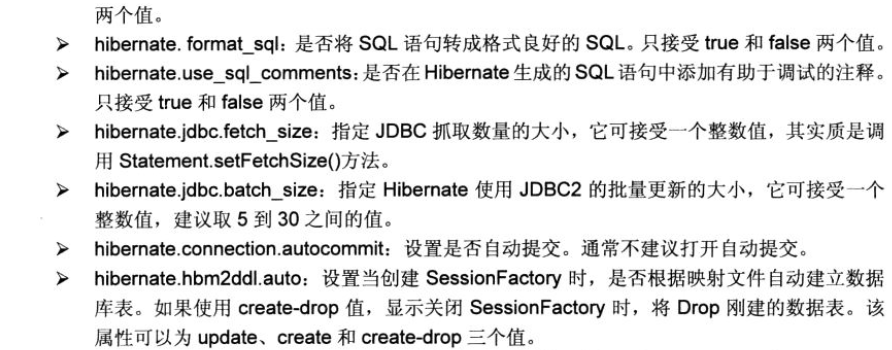 两个值。
➢ hibernate. format_sql：是否将 SQL 语句转成格式良好的 SQL。只接受 true 和 false 两个值。
➢ hibernate.use_sql_comments：是否在 Hibernate 生成的 SQL 语句中添加有助于调试的注释。
只接受 true 和 false 两个值。
➢ hibernate.jdbc.fetch_size：指定 JDBC 抓取数量的大小，它可接受一个整数值，其实质是调
用 Statement.setFetchSize()方法。
➢ hibernate.jdbc.batch_size：指定 Hibernate 使用 JDBC2 的批量更新的大小，它可接受一个
整数值，建议取 5 到 30 之间的值。
➢ hibernate.connection.autocommit：设置是否自动提交。通常不建议打开自动提交。
➢ hibernate.hbm2ddl.auto：设置当创建 SessionFactory 时，是否根据映射文件自动建立数据
库表。如果使用 create-drop 值，显示关闭 SessionFactory 时，将 Drop 刚建的数据表。该
属性可以为 update、create 和 create-drop 三个值。